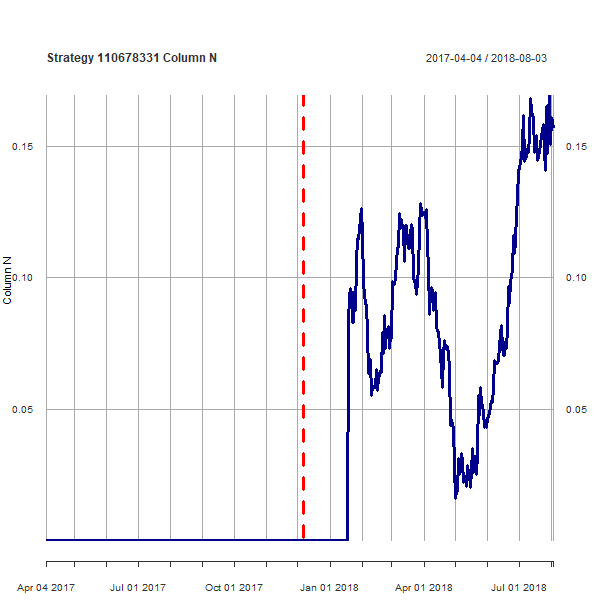 Strategy 110678331 Column N
2017-04-04 / 2018-08-03
0.15
0.15
0.10
0.10
Column N
0.05
0.05
Apr 04 2017
Jul 01 2017
Oct 01 2017
Jan 01 2018
Apr 01 2018
Jul 01 2018